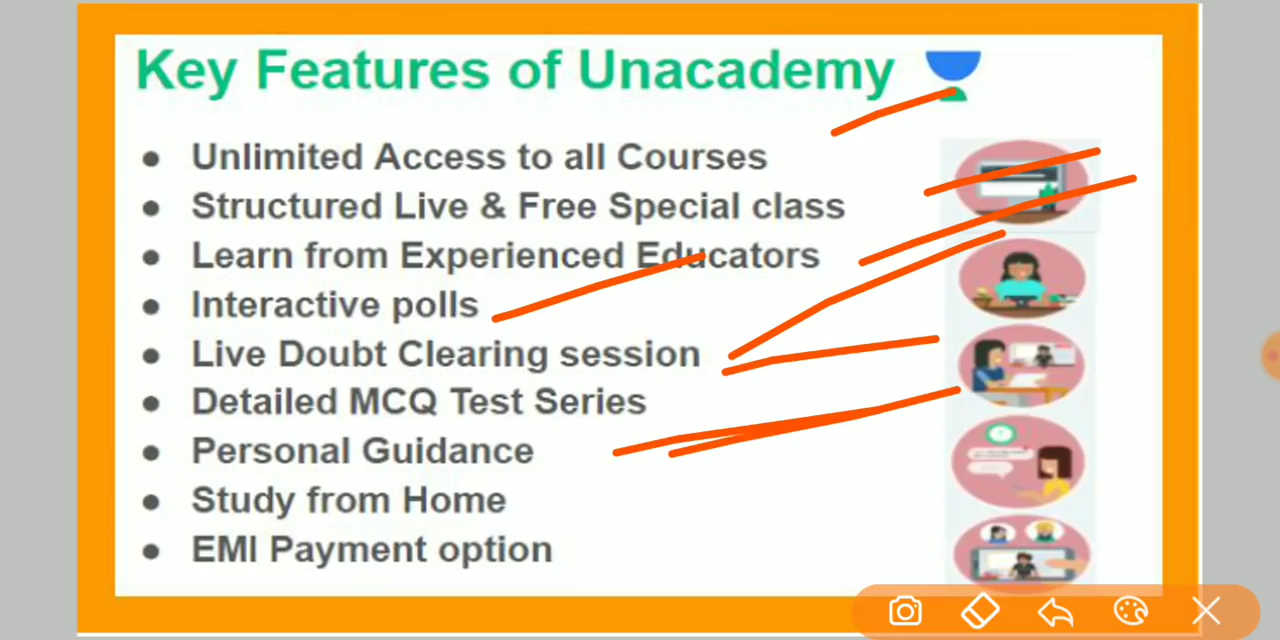 Key Features of Unacademy
● Unlimited Access to all Courses
● Structured Live & Free Special class
● Learn from Experienced Educators
● Interactive polls
● Live Doubt Clearing session
● Detailed MCQ Test Series
● Personal Guidance
● Study from Home
● EMI Payment option